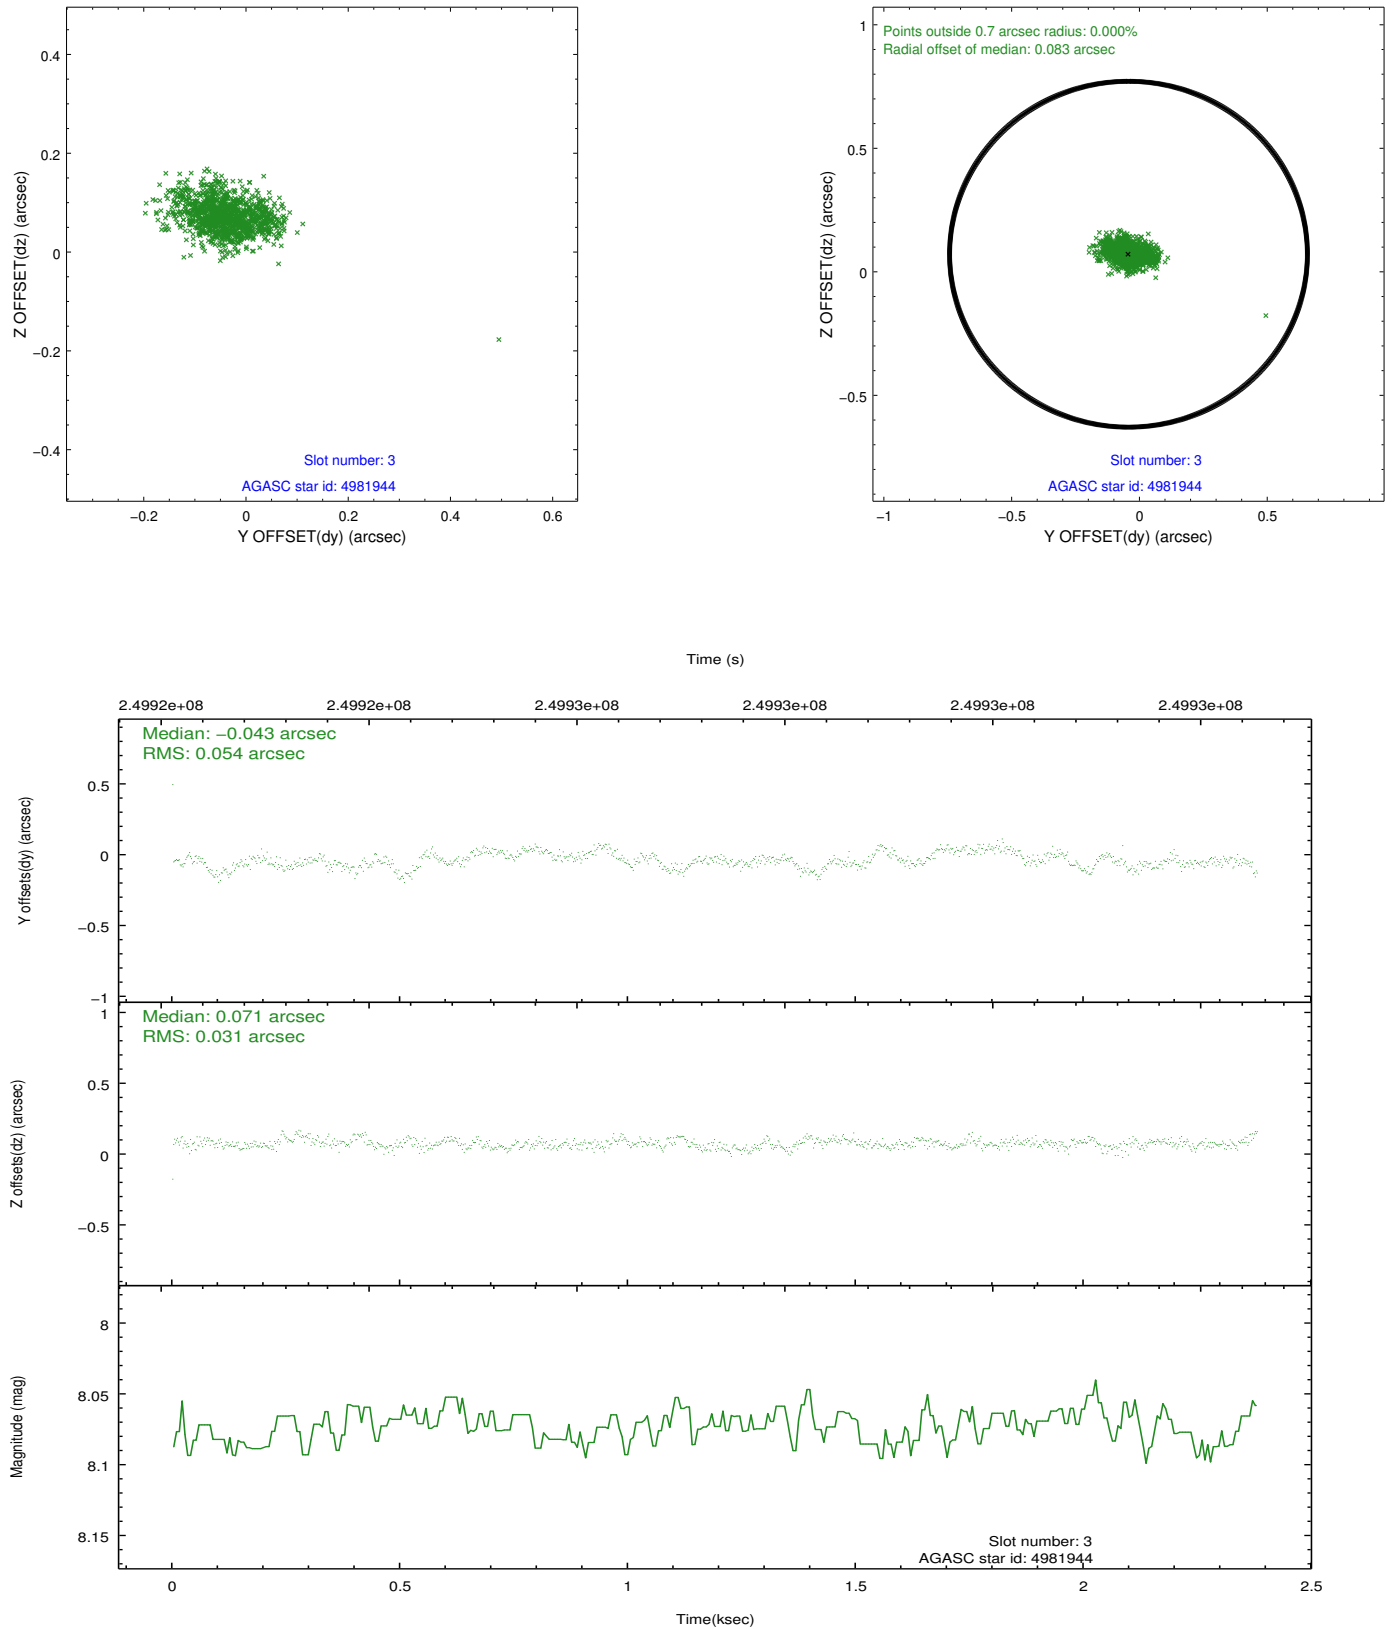 0.4
0.2
0
−0.2
−0.4
Z OFFSET(dz) (arcsec)
Slot number: 3
AGASC star id: 4981944
−0.2 0 0.2 0.4 0.6
Y OFFSET(dy) (arcsec)
Points outside 0.7 arcsec radius: 0.000%
Radial offset of median: 0.083 arcsec
1
0.5
0
−0.5
Z OFFSET(dz) (arcsec)
Slot number: 3
AGASC star id: 4981944
−1 −0.5 0 0.5
Y OFFSET(dy) (arcsec)
Time (s)
2.4992e+08 2.4992e+08 2.4993e+08 2.4993e+08 2.4993e+08 2.4993e+08
Median: −0.043 arcsec
RMS: 0.054 arcsec
0.5
0
−0.5
−1
Y offsets(dy) (arcsec)
Median: 0.071 arcsec
RMS: 0.031 arcsec
1
0.5
0
−0.5
Z offsets(dz) (arcsec)
8
8.05
8.1
8.15
Magnitude (mag)
Slot number: 3
AGASC star id: 4981944
0 0.5 1 1.5 2 2.5
Time(ksec)